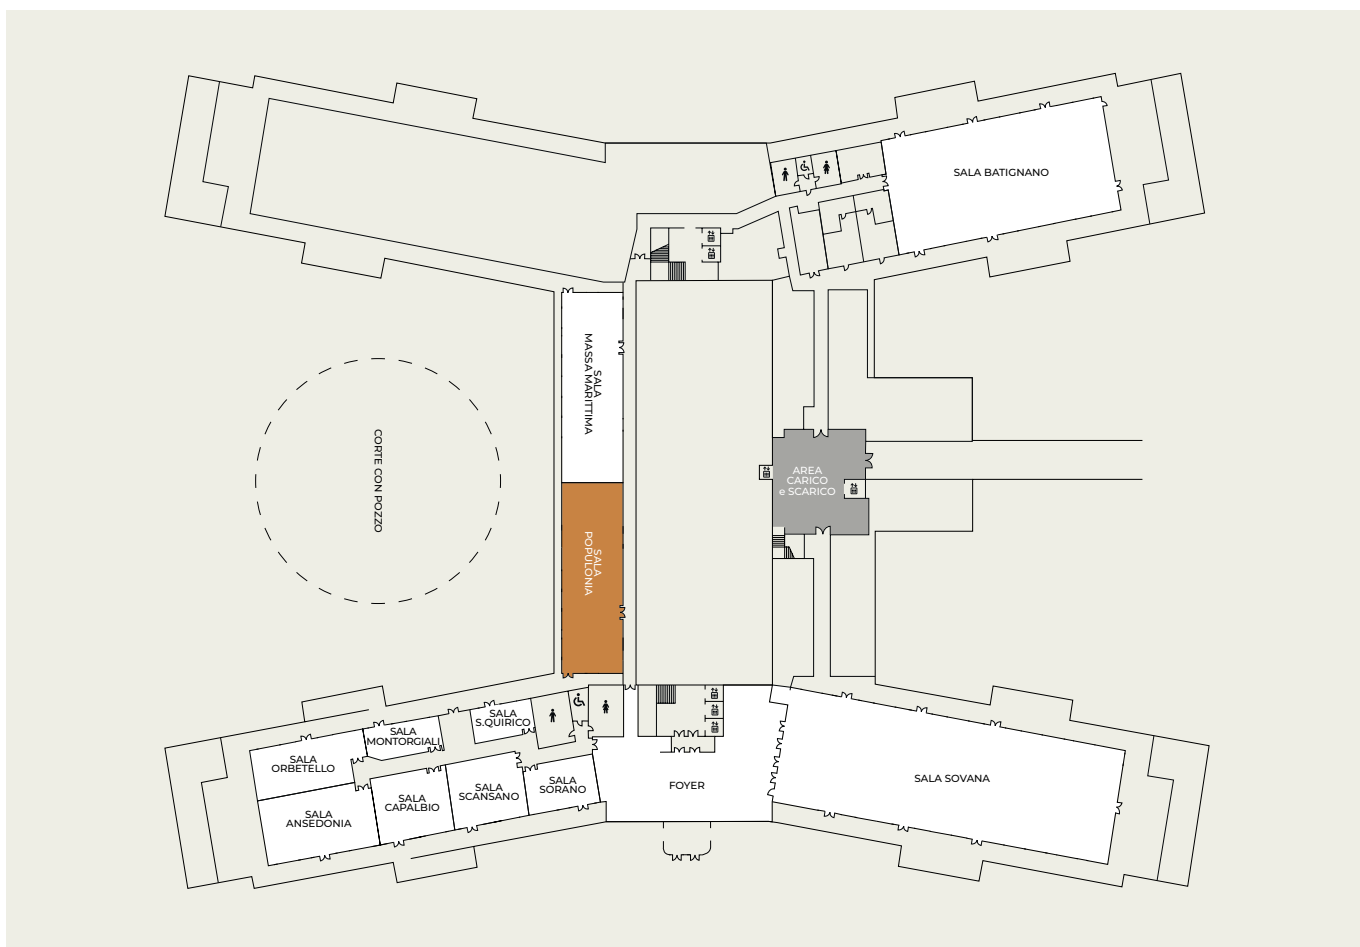 SALA BATIGNANO
SALA
MASSA MARITTIMA
CORTE CON POZZO
AREA
CARICO
e SCARICO
SALA
POPULONIA
SALA
S.QUIRICO
SALA
MONTORGIALI
SALA
ORBETELLO
SALA
ANSEDONIA
SALA
CAPALBIO
SALA
SCANSANO
SALA
SORANO
FOYER
SALA SOVANA